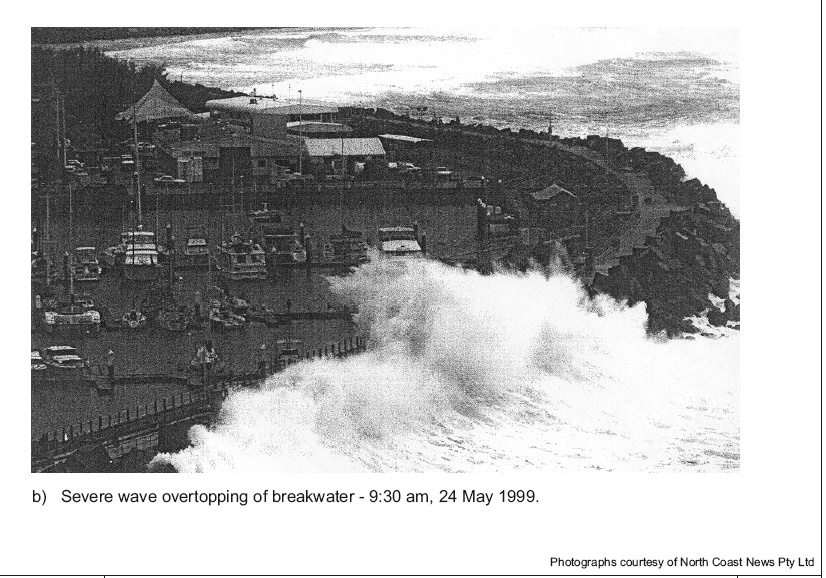 b) Severe wave overtopping of breakwater - 9:30 am, 24 May 1999.
Photographs courtesy of North Coast News Pty Ltd